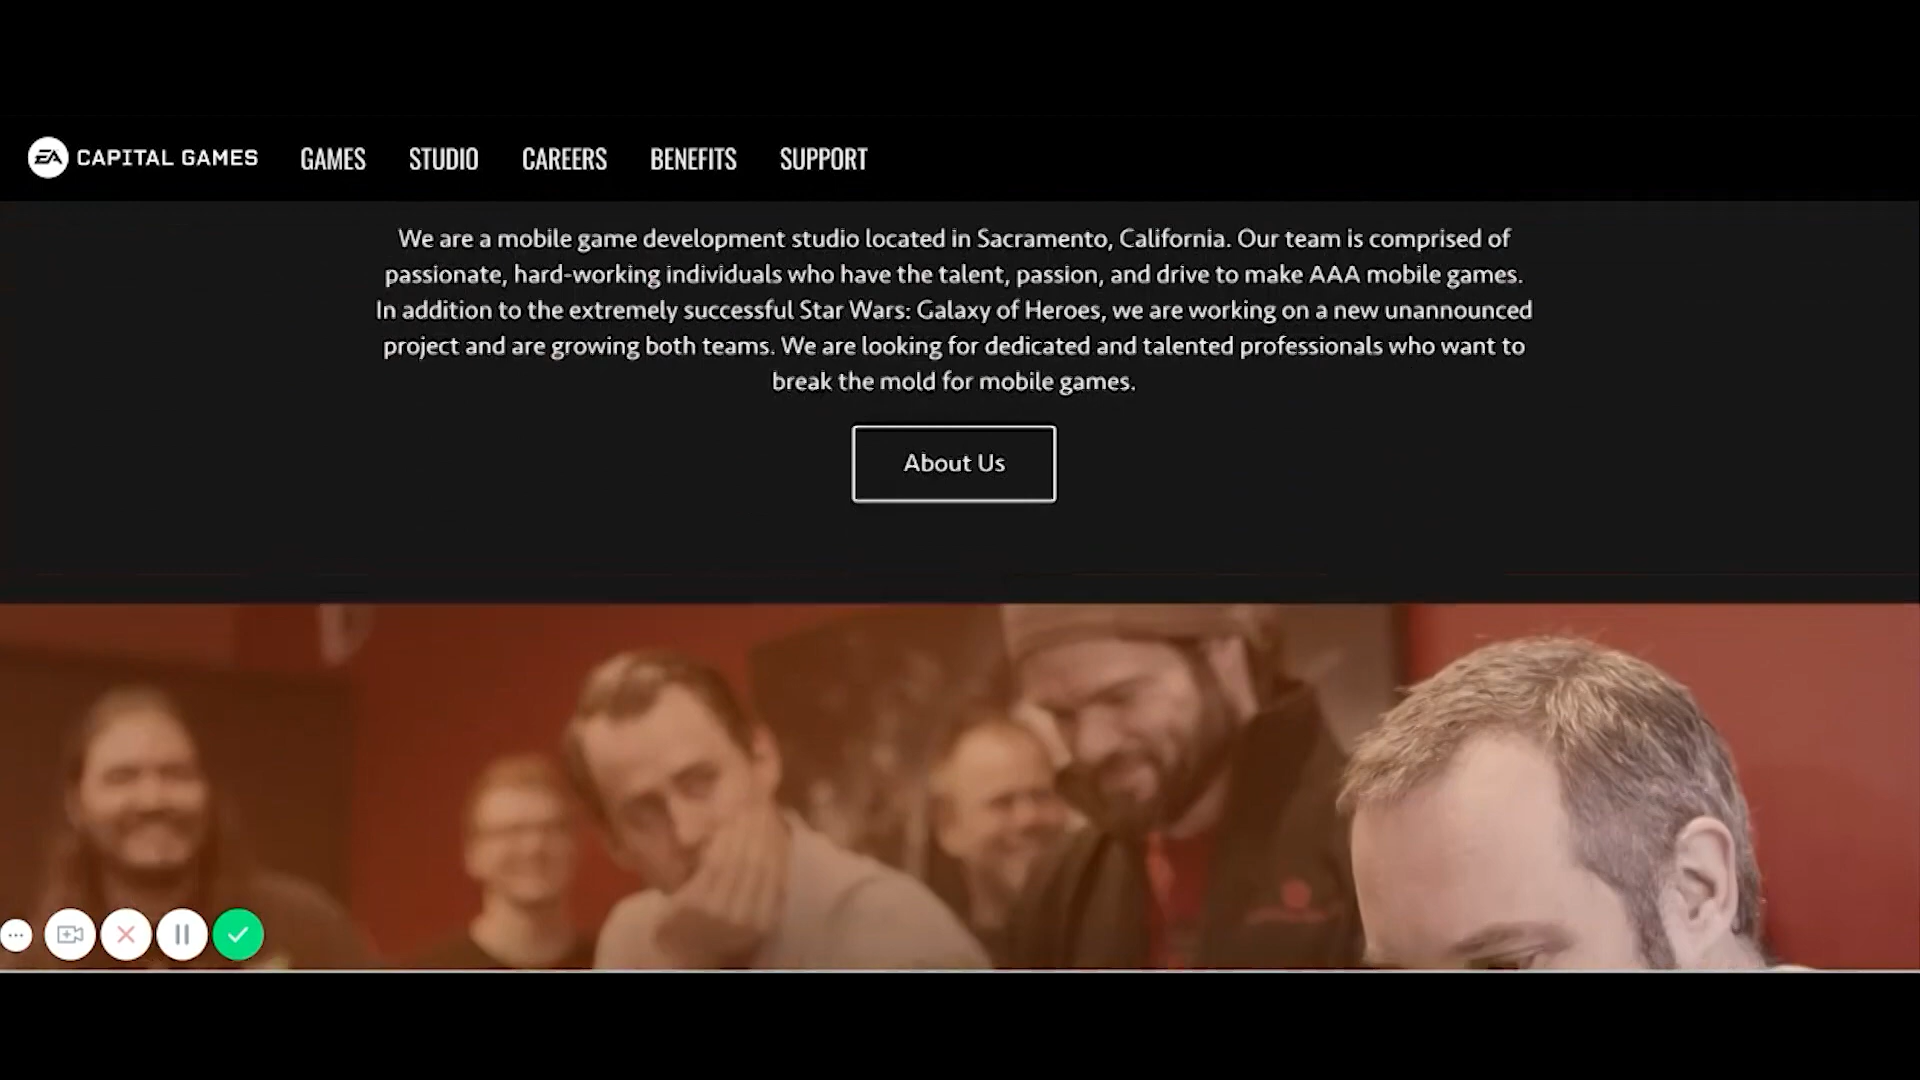 EA CAPITAL GAMES GAMES STUDIO CAREERS BENEFITS SUPPORT
We are a mobile game development studio located in Sacramento, California. Our team is comprised of
passionate, hard-working individuals who have the talent, passion, and drive to make AAA mobile games.
In addition to the extremely successful Star Wars: Galaxy of Heroes, we are working on a new unannounced
project and are growing both teams. We are looking for dedicated and talented professionals who want to
break the mold for mobile games.
About Us